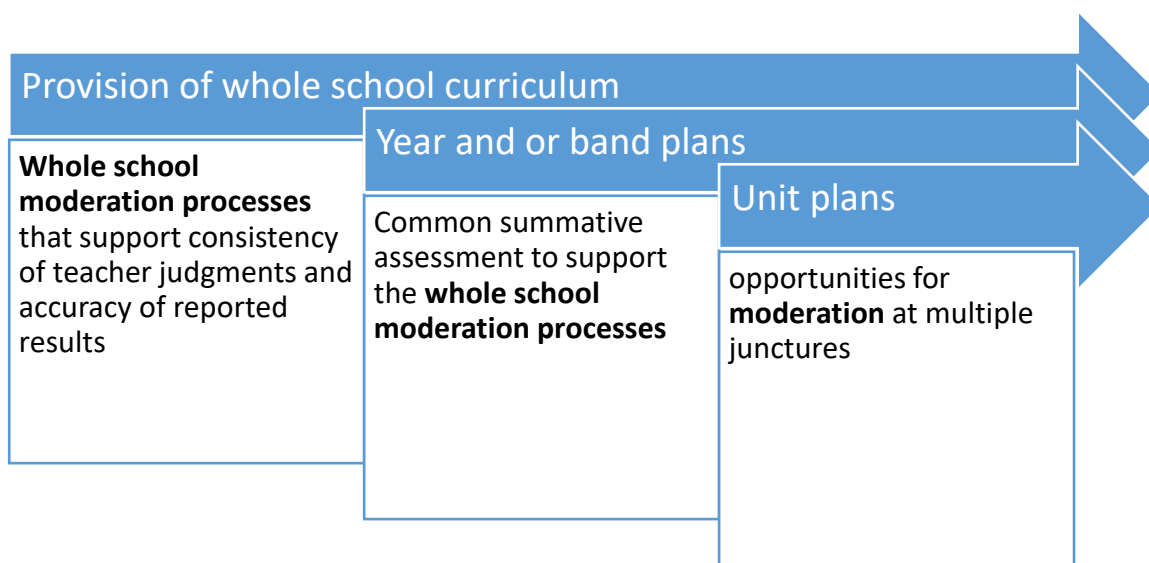 Provision of whole school curriculum
Whole school
moderation processes
that support consistency
of teacher judgments and
accuracy of reported
results
Year and or band plans
Common summative
assessment to support
the whole school
moderation processes
Unit plans
opportunities for
moderation at multiple
junctures